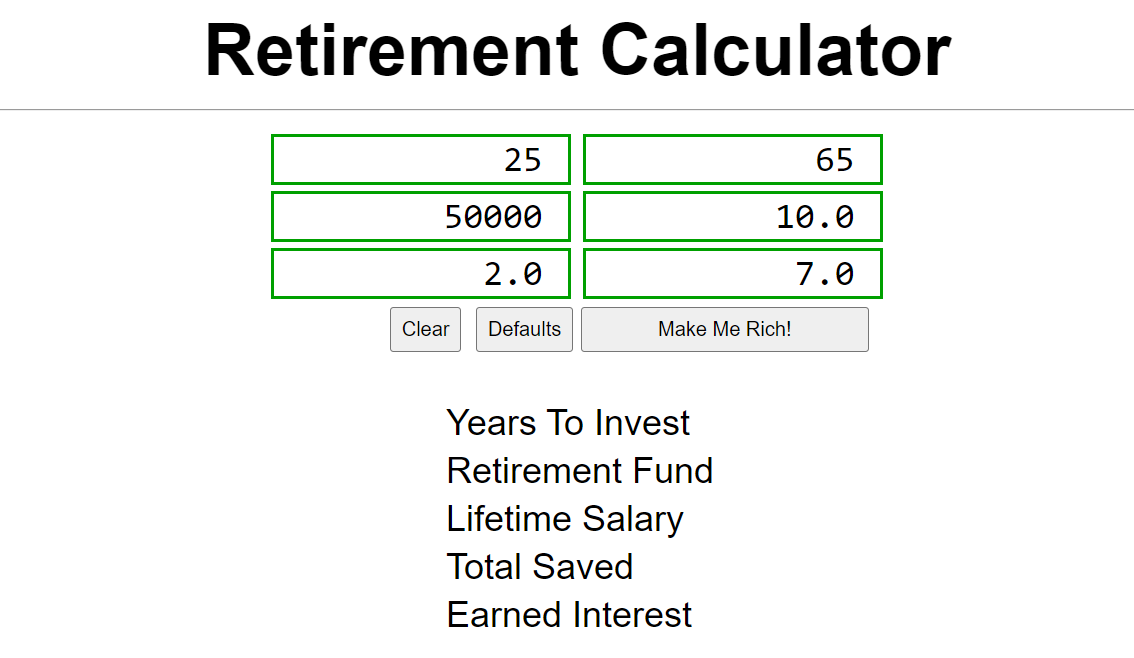 Retirement Calculator
25 65
50000 10.0
2.0 7.0
Clear Defaults Make Me Rich!
Years To Invest
Retirement Fund
Lifetime Salary
Total Saved
Earned Interest